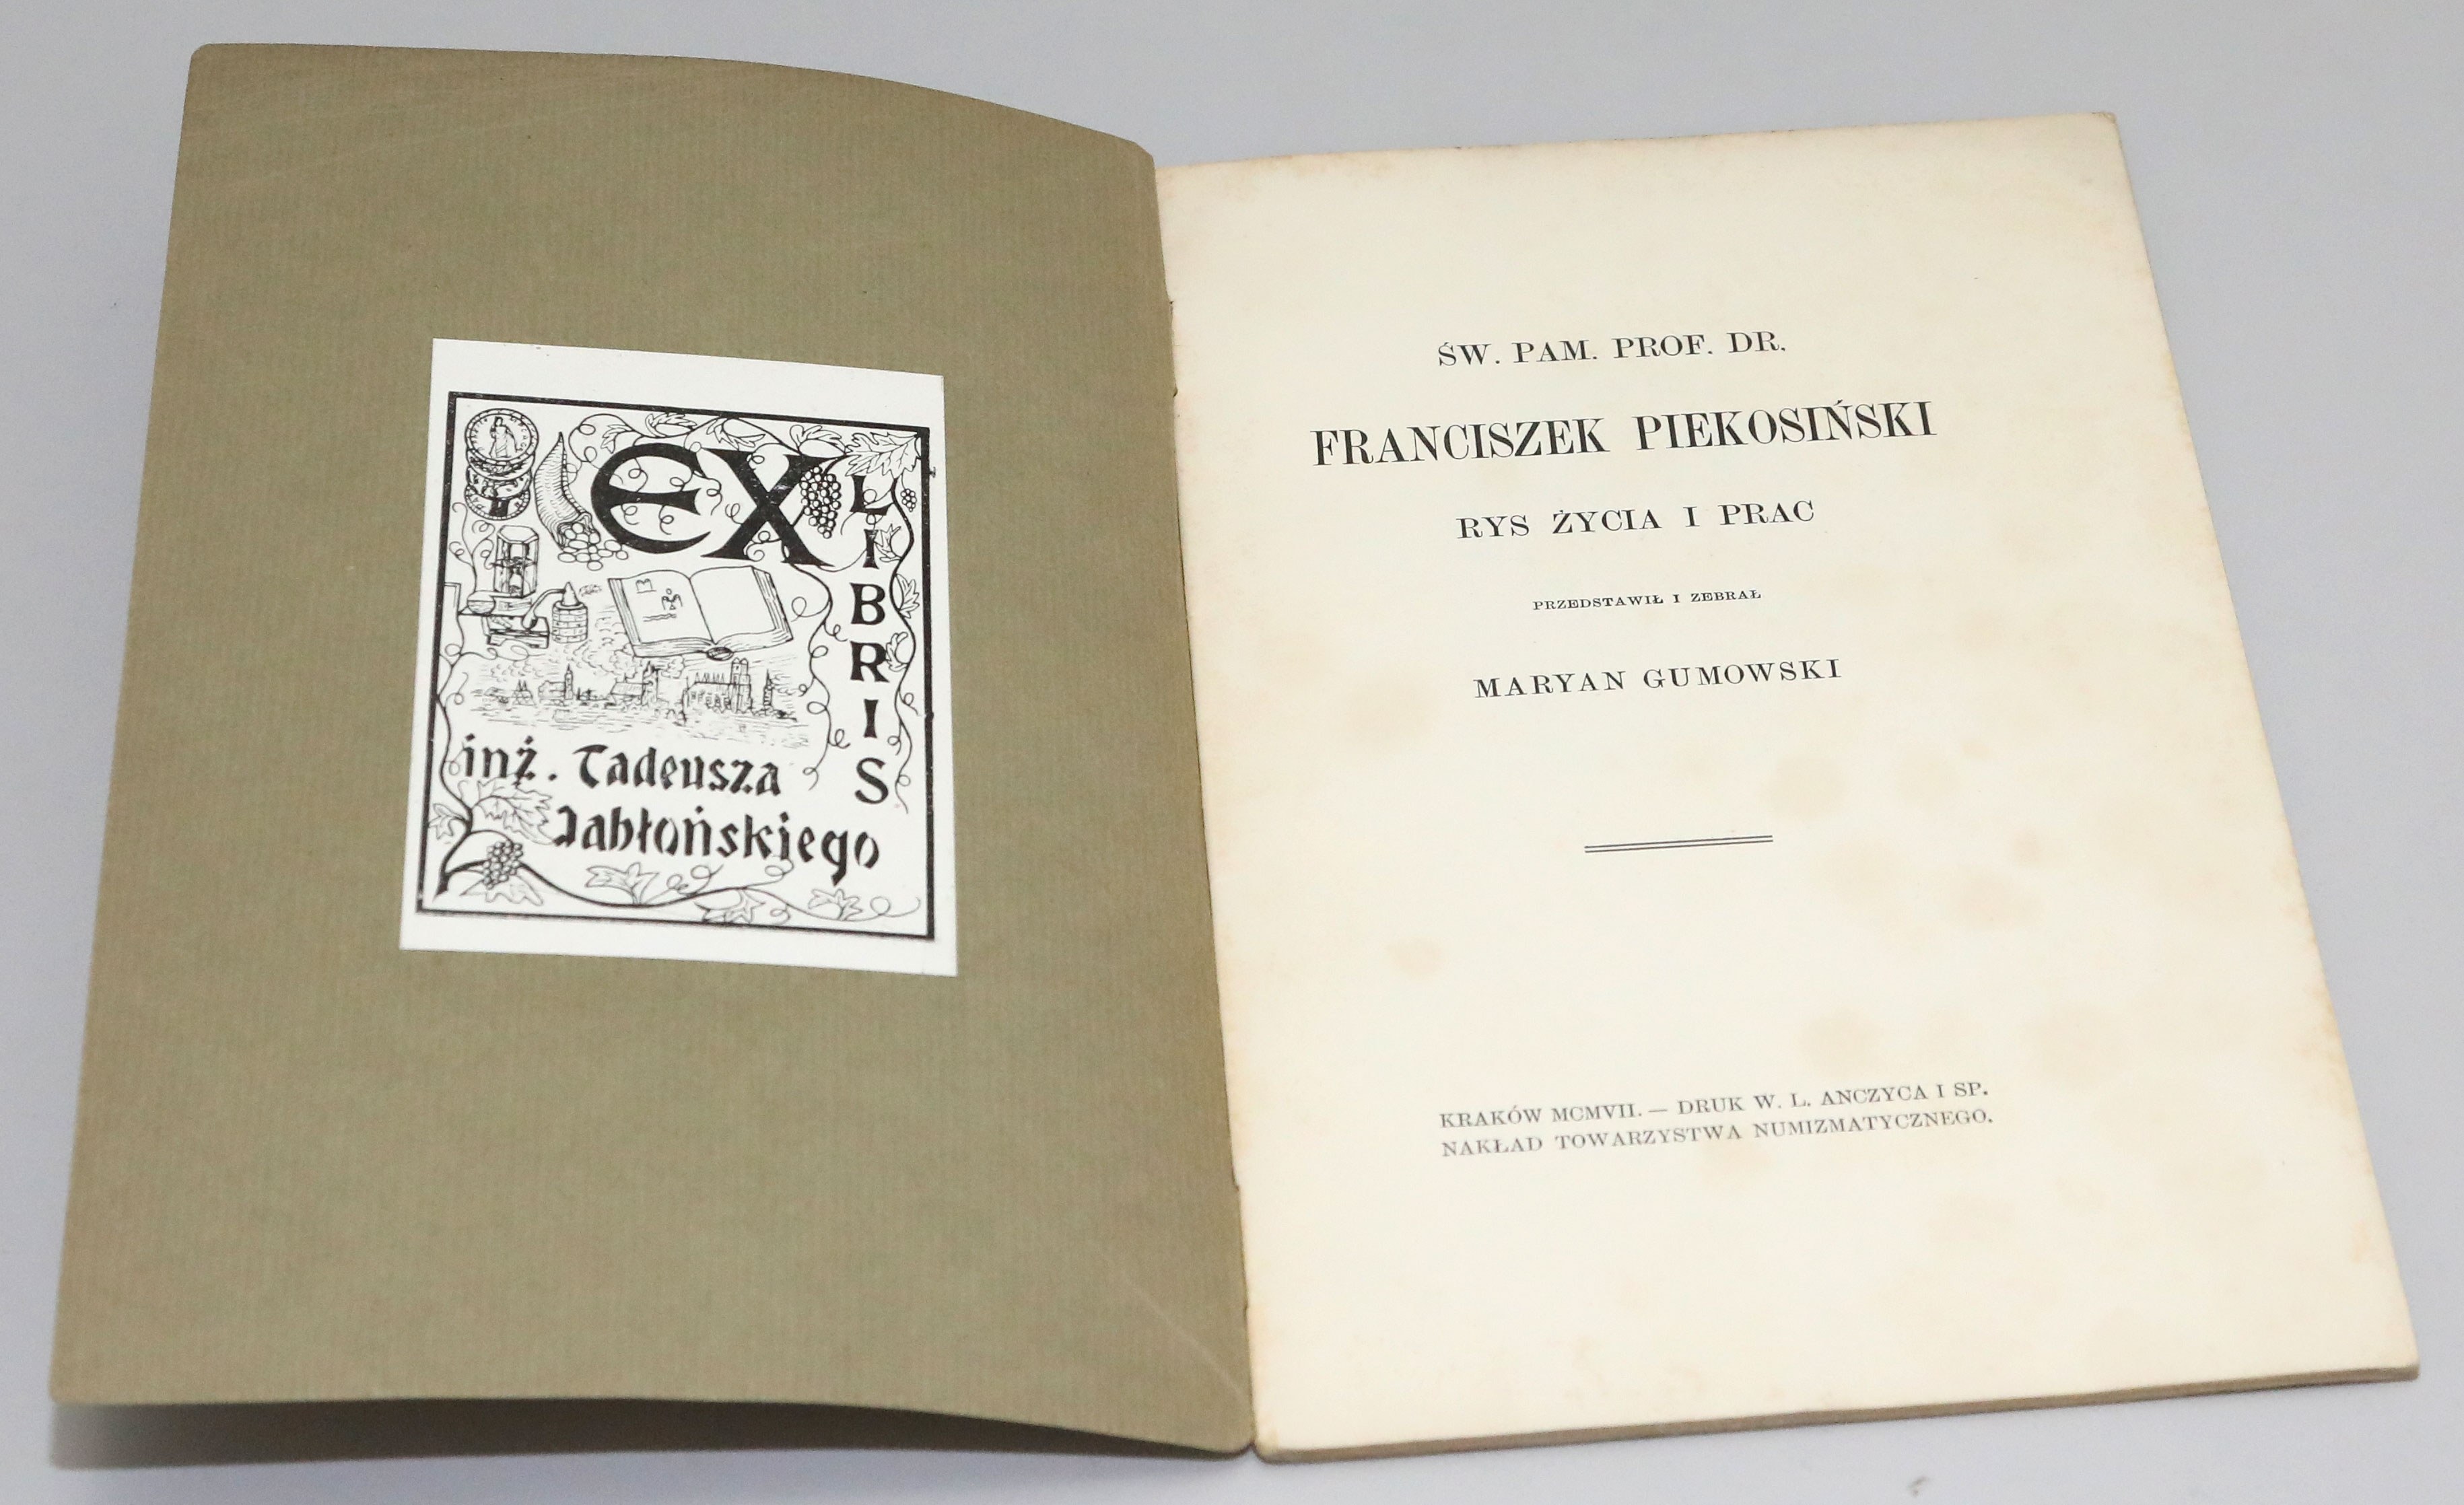 EX
LIBRIS
inż. Tadeusza
Jabłońskiego
ŚW. PAM. PROF. DR.
FRANCISZEK PIEKOSIŃSKI
RYS ŻYCIA I PRAC
PRZEDSTAWIŁ I ZEBRAŁ
MARYAN GUMOWSKI
KRAKÓW MCMVII. — DRUK W. L. ANCZYCA I SP.
NAKŁAD TOWARZYSTWA NUMIZMATYCZNEGO.